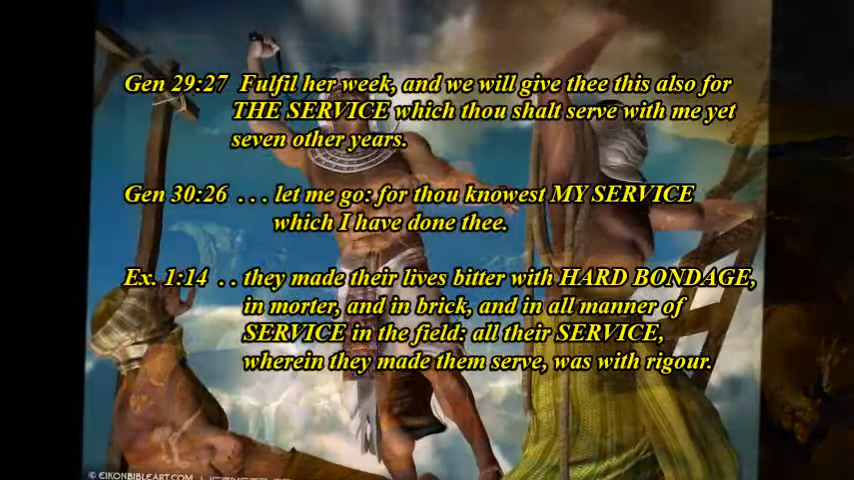 Gen 29:27 Fulfil her week, and we will give thee this also for
THE SERVICE which thou shalt serve with me yet
seven other years.
Gen 30:26 . . . let me go: for thou knowest MY SERVICE
which I have done thee.
Ex. 1:14 . . they made their lives bitter with HARD BONDAGE,
in morter, and in brick, and in all manner of
SERVICE in the field: all their SERVICE,
wherein they made them serve, was with rigour.
© EIKONBIBLEART.COM